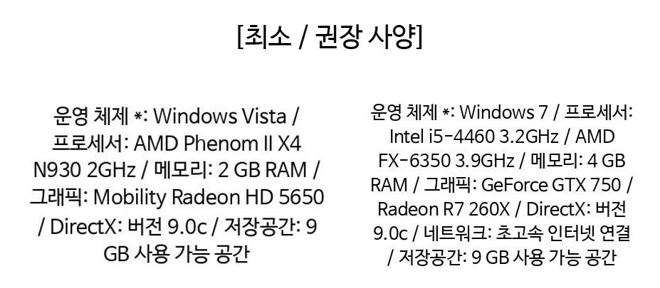 [최소 / 권장 사양]
운영 체제 *: Windows Vista /
프로세서: AMD Phenom II X4
N930 2GHz / 메모리: 2 GB RAM /
그래픽: Mobility Radeon HD 5650
/ DirectX: 버전 9.0c / 저장공간: 9
GB 사용 가능 공간
운영 체제 *: Windows 7 / 프로세서:
Intel i5-4460 3.2GHz / AMD
FX-6350 3.9GHz / 메모리: 4 GB
RAM / 그래픽: GeForce GTX 750 /
Radeon R7 260X / DirectX: 버전
9.0c / 네트워크: 초고속 인터넷 연결
/ 저장공간: 9 GB 사용 가능 공간